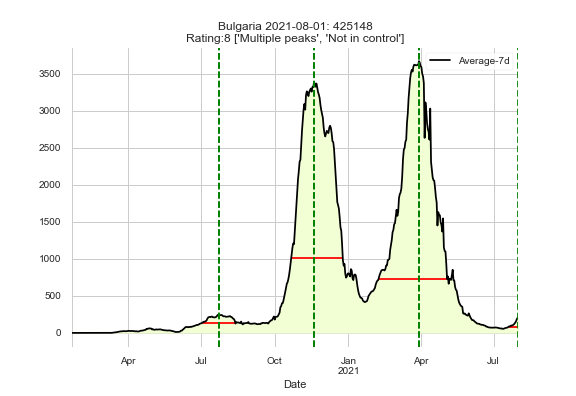 Bulgaria 2021-08-01: 425148
Rating:8 ['Multiple peaks', 'Not in control']
Average-7d
3500
3000
2500
2000
1500
1000
500
0
Apr
Jul
Oct
Jan
2021
Apr
Jul
Date